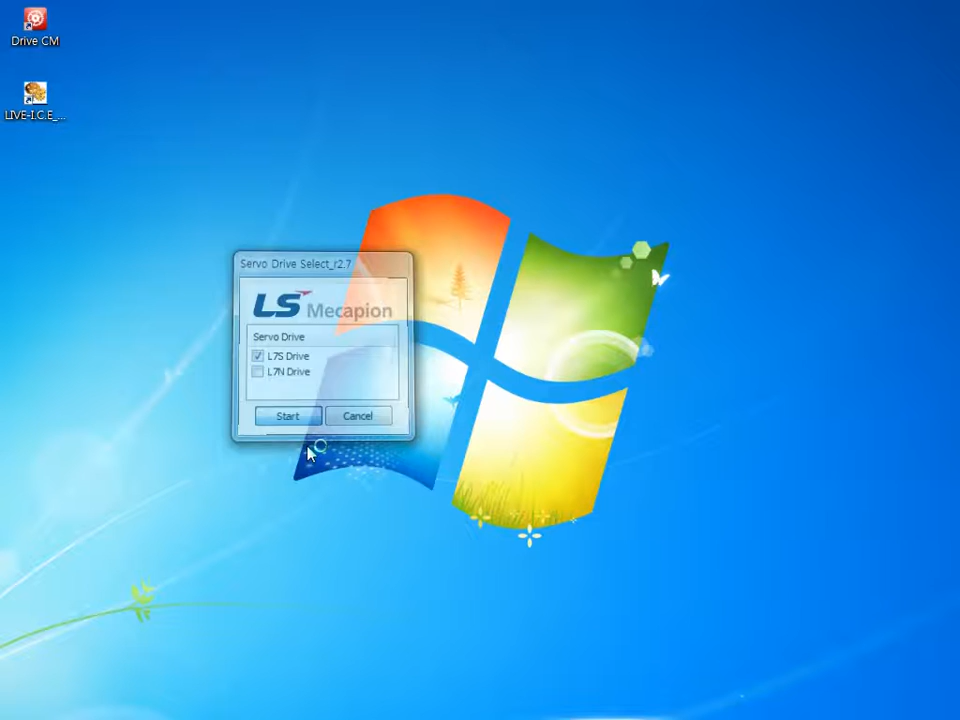 Drive CM
LIVE-I.C.E_...
Servo Drive Select_r2.7
LS Mecapion
Servo Drive
L7S Drive
L7N Drive
Start
Cancel